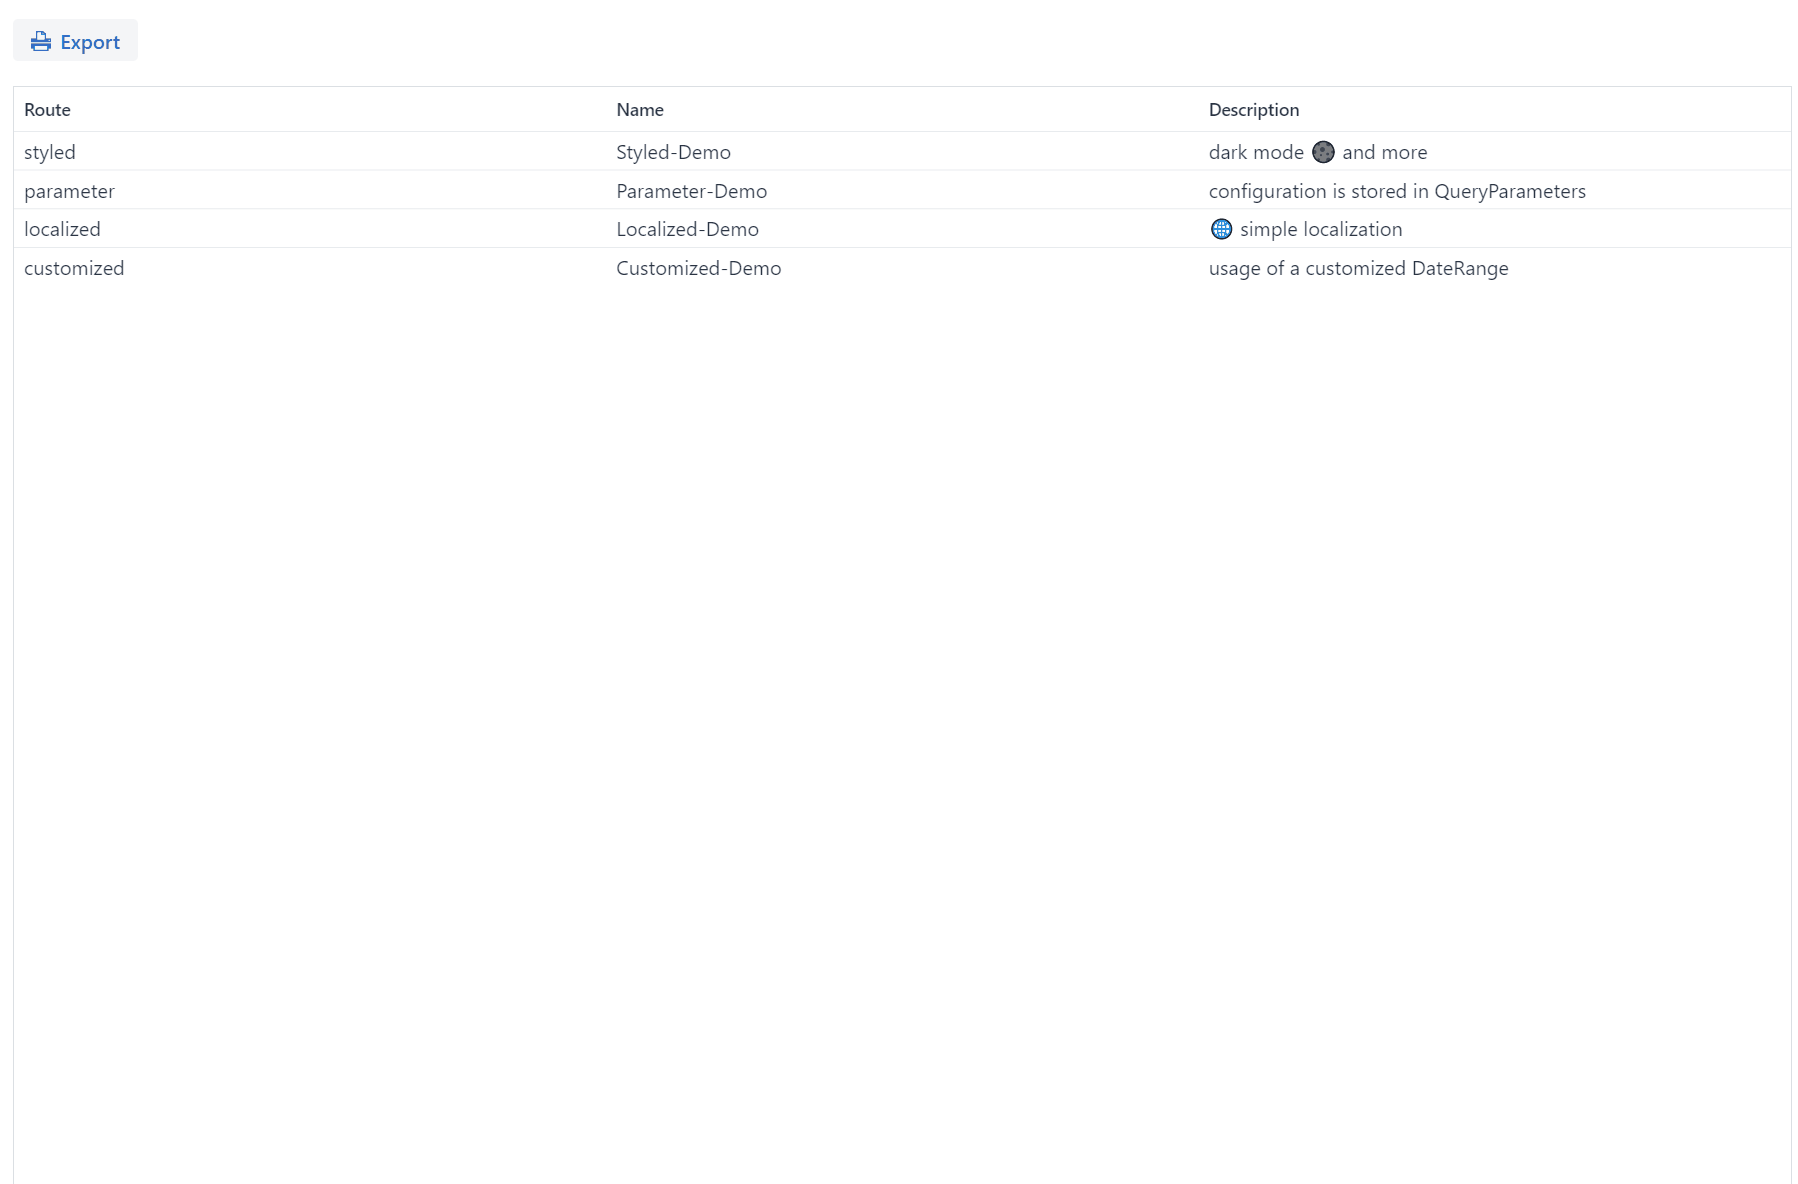 Export
Route Name Description
styled Styled-Demo dark mode 🌑 and more
parameter Parameter-Demo configuration is stored in QueryParameters
localized Localized-Demo 🌐 simple localization
customized Customized-Demo usage of a customized DateRange